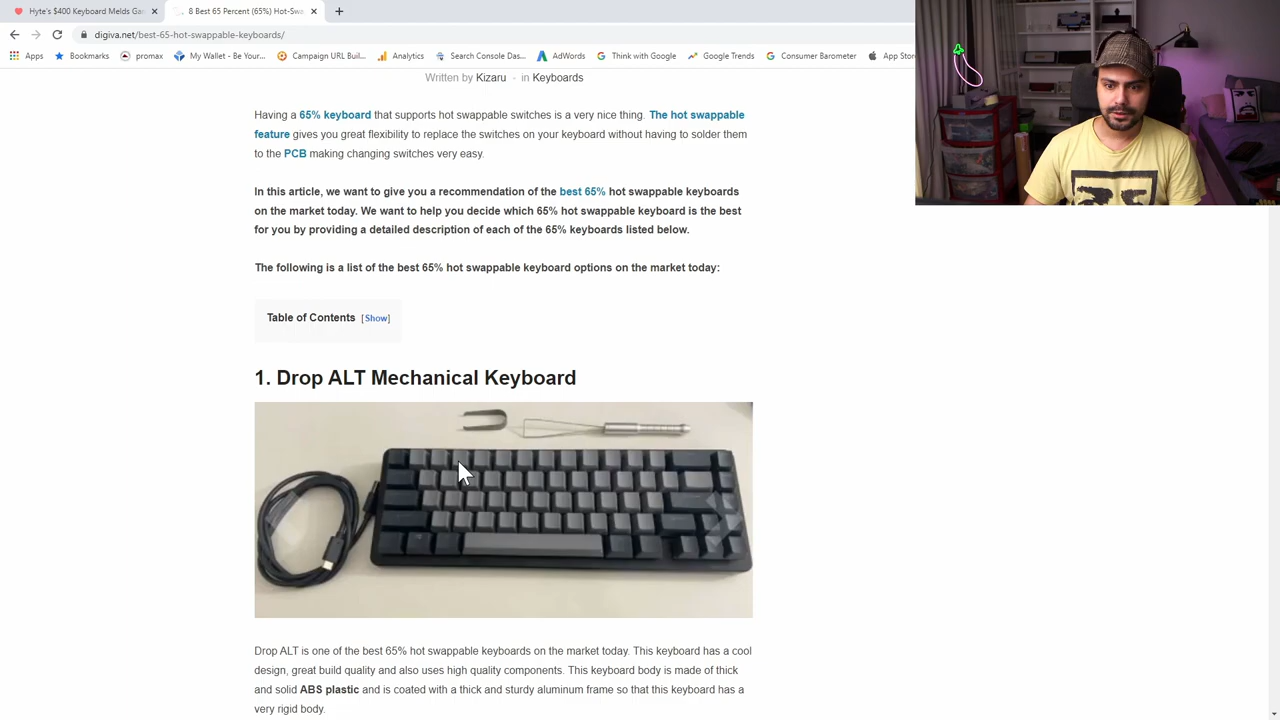 Hyte's $400 Keyboard Melds Gam
8 Best 65 Percent (65%) Hot-Swa
digiva.net/best-65-hot-swappable-keyboards/
Apps Bookmarks promax My Wallet - Be Your... Campaign URL Buil... Analytics Search Console Das... AdWords Think with Google Google Trends Consumer Barometer App Store
Written by Kizaru - in Keyboards
Having a 65% keyboard that supports hot swappable switches is a very nice thing. The hot swappable
feature gives you great flexibility to replace the switches on your keyboard without having to solder them
to the PCB making changing switches very easy.
In this article, we want to give you a recommendation of the best 65% hot swappable keyboards
on the market today. We want to help you decide which 65% hot swappable keyboard is the best
for you by providing a detailed description of each of the 65% keyboards listed below.
The following is a list of the best 65% hot swappable keyboard options on the market today:
Table of Contents [Show]
1. Drop ALT Mechanical Keyboard
Drop ALT is one of the best 65% hot swappable keyboards on the market today. This keyboard has a cool
design, great build quality and also uses high quality components. This keyboard body is made of thick
and solid ABS plastic and is coated with a thick and sturdy aluminum frame so that this keyboard has a
very rigid body.